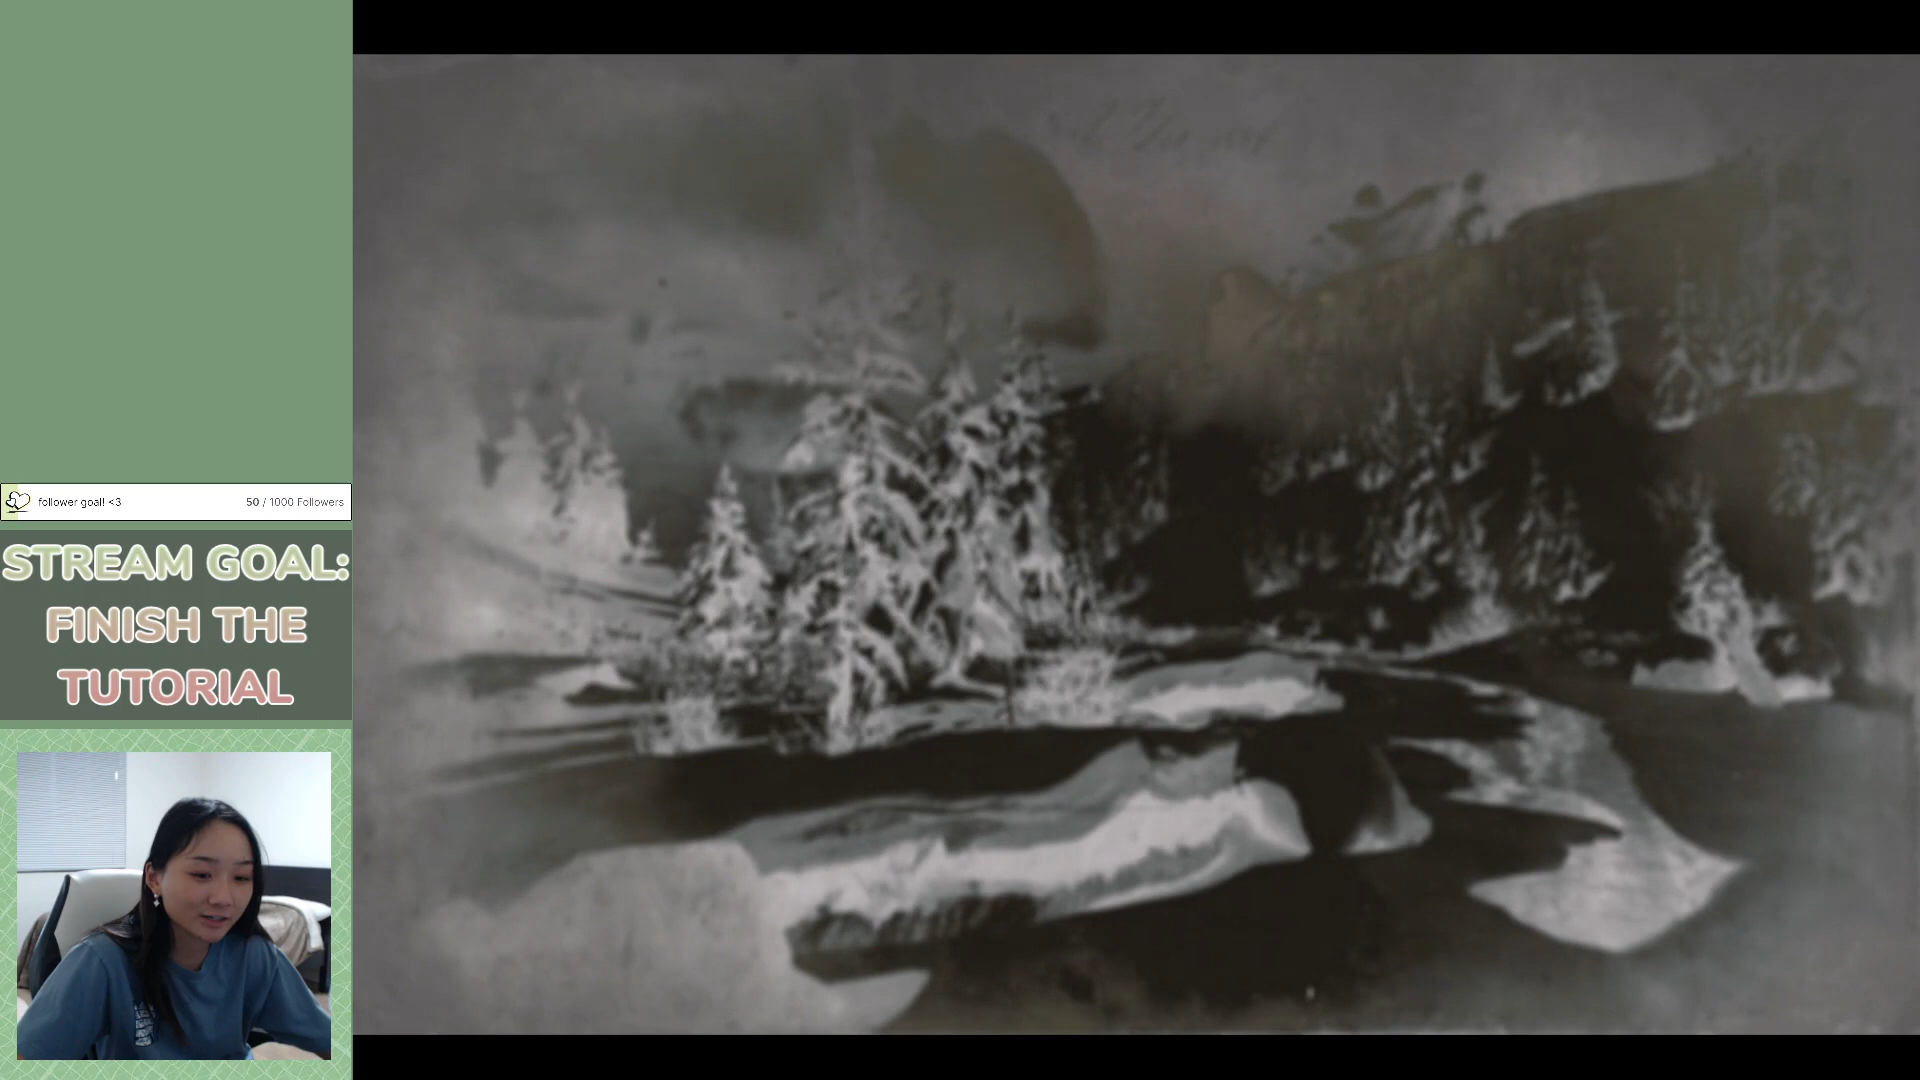 follower goal! <3 50 / 1000 Followers
STREAM GOAL:
FINISH THE
TUTORIAL